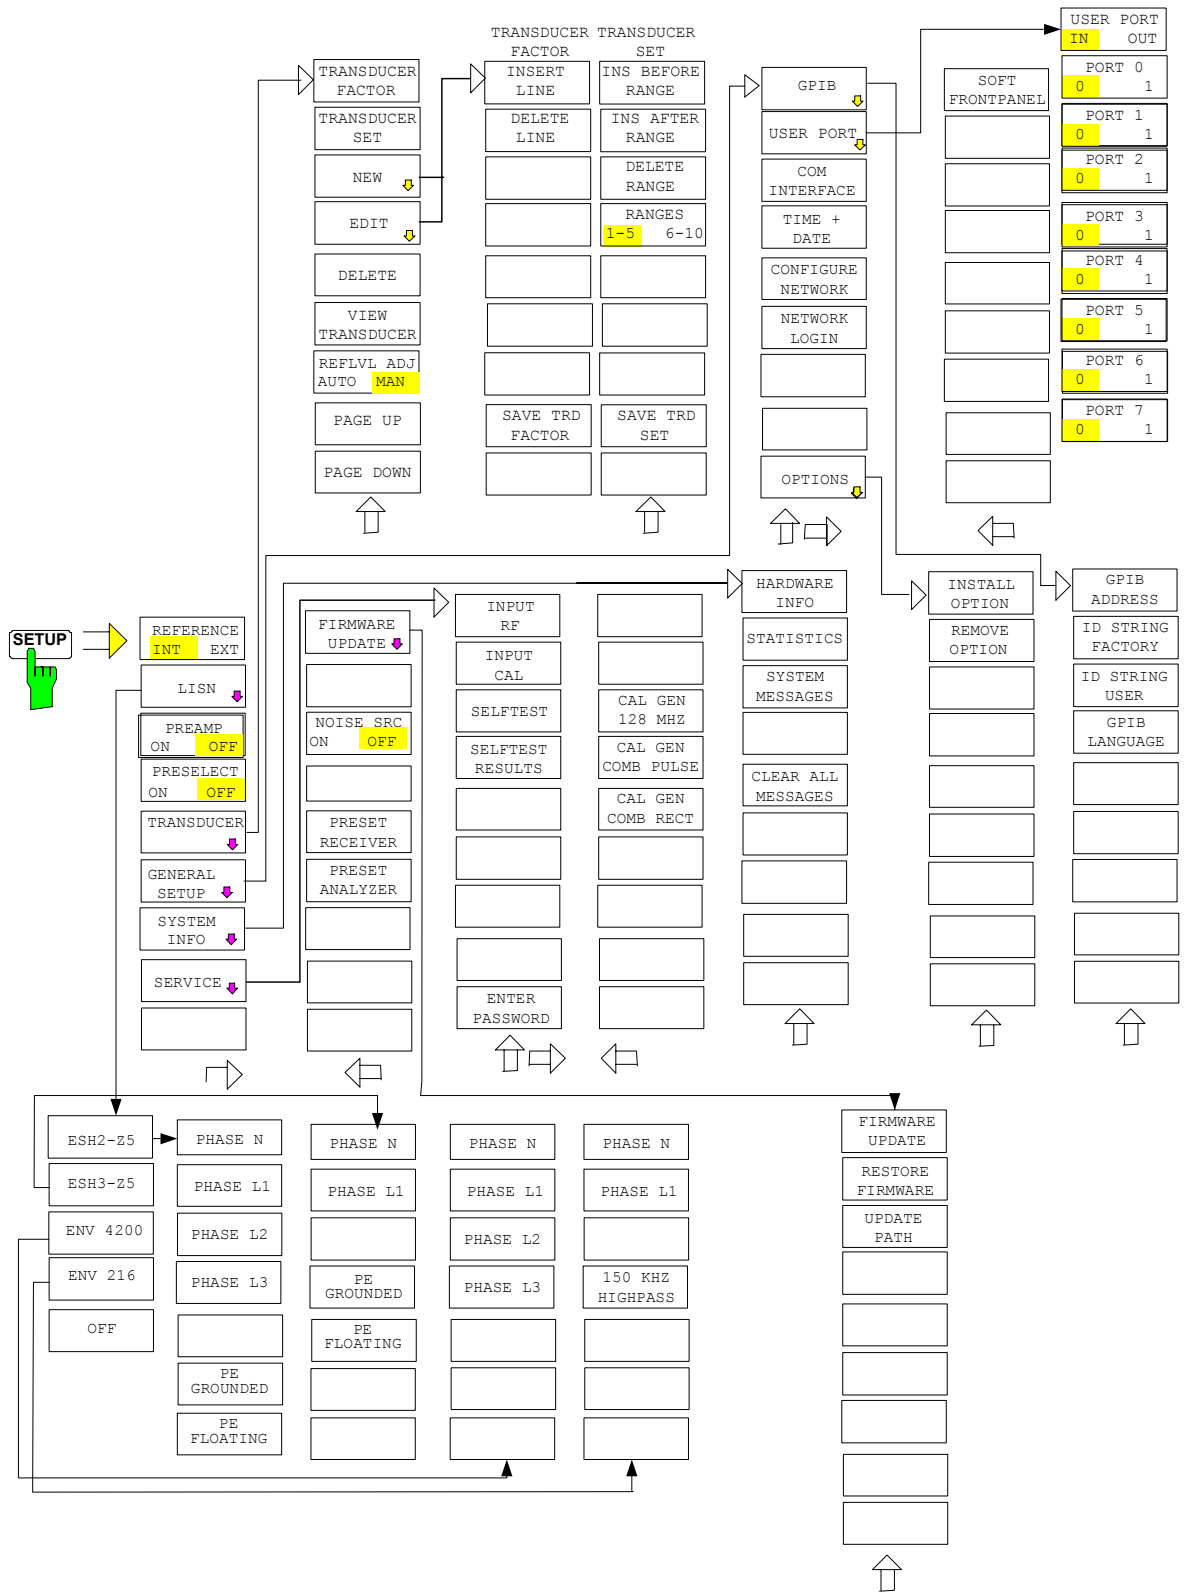 TRANSDUCER FACTOR
TRANSDUCER SET
TRANSDUCER
FACTOR
TRANSDUCER
SET
NEW
EDIT
DELETE
VIEW
TRANSDUCER
REFLVL ADJ
AUTO MAN
PAGE UP
PAGE DOWN
INSERT
LINE
DELETE
LINE
SAVE TRD
FACTOR
INS BEFORE
RANGE
INS AFTER
RANGE
DELETE
RANGE
RANGES
1-5 6-10
SAVE TRD
SET
GPIB
USER PORT
COM
INTERFACE
TIME +
DATE
CONFIGURE
NETWORK
NETWORK
LOGIN
OPTIONS
SOFT
FRONTPANEL
USER PORT
IN OUT
PORT 0
0 1
PORT 1
0 1
PORT 2
0 1
PORT 3
0 1
PORT 4
0 1
PORT 5
0 1
PORT 6
0 1
PORT 7
0 1
SETUP
REFERENCE
INT EXT
LISN
PREAMP
ON OFF
PRESELECT
ON OFF
TRANSDUCER
GENERAL
SETUP
SYSTEM
INFO
SERVICE
FIRMWARE
UPDATE
NOISE SRC
ON OFF
PRESET
RECEIVER
PRESET
ANALYZER
INPUT
RF
INPUT
CAL
SELFTEST
SELFTEST
RESULTS
ENTER
PASSWORD
CAL GEN
128 MHZ
CAL GEN
COMB PULSE
CAL GEN
COMB RECT
HARDWARE
INFO
STATISTICS
SYSTEM
MESSAGES
CLEAR ALL
MESSAGES
INSTALL
OPTION
REMOVE
OPTION
GPIB
ADDRESS
ID STRING
FACTORY
ID STRING
USER
GPIB
LANGUAGE
ESH2-Z5
ESH3-Z5
ENV 4200
ENV 216
OFF
PHASE N
PHASE L1
PHASE L2
PHASE L3
PE
GROUNDED
PE
FLOATING
PHASE N
PHASE L1
PE
GROUNDED
PE
FLOATING
PHASE N
PHASE L1
PHASE L2
PHASE L3
PHASE N
PHASE L1
150 KHZ
HIGHPASS
FIRMWARE
UPDATE
RESTORE
FIRMWARE
UPDATE
PATH